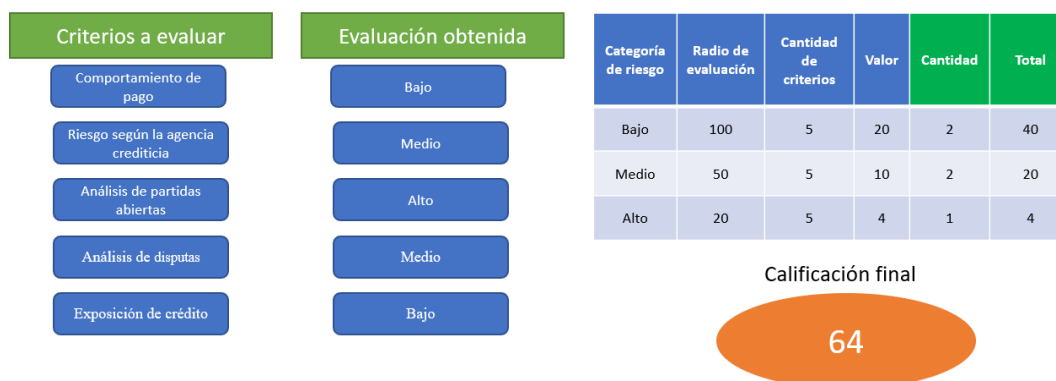 Criterios a evaluar
Comportamiento de
pago
Riesgo según la agencia
crediticia
Análisis de partidas
abiertas
Análisis de disputas
Exposición de crédito
Evaluación obtenida
Bajo
Medio
Alto
Medio
Bajo
Categoría de riesgo Radio de evaluación Cantidad de criterios Valor Cantidad Total
Bajo 100 5 20 2 40
Medio 50 5 10 2 20
Alto 20 5 4 1 4
Calificación final
64